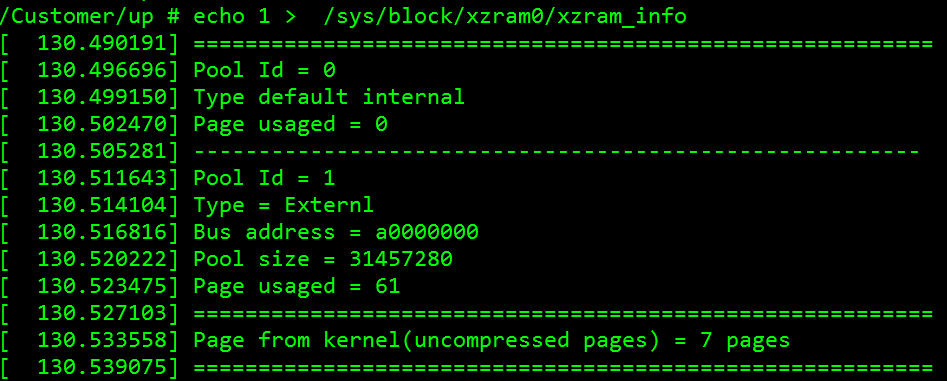 /Customer/up # echo 1 >  /sys/block/xzram0/xzram_info
[  130.490191] =========================================================
[  130.496696] Pool Id = 0
[  130.499150] Type default internal
[  130.502470] Page usaged = 0
[  130.505281] --------------------------------------------------------
[  130.511643] Pool Id = 1
[  130.514104] Type = Externl
[  130.516816] Bus address = a0000000
[  130.520222] Pool size = 31457280
[  130.523475] Page usaged = 61
[  130.527103] =========================================================
[  130.533558] Page from kernel(uncompressed pages) = 7 pages
[  130.539075] =========================================================